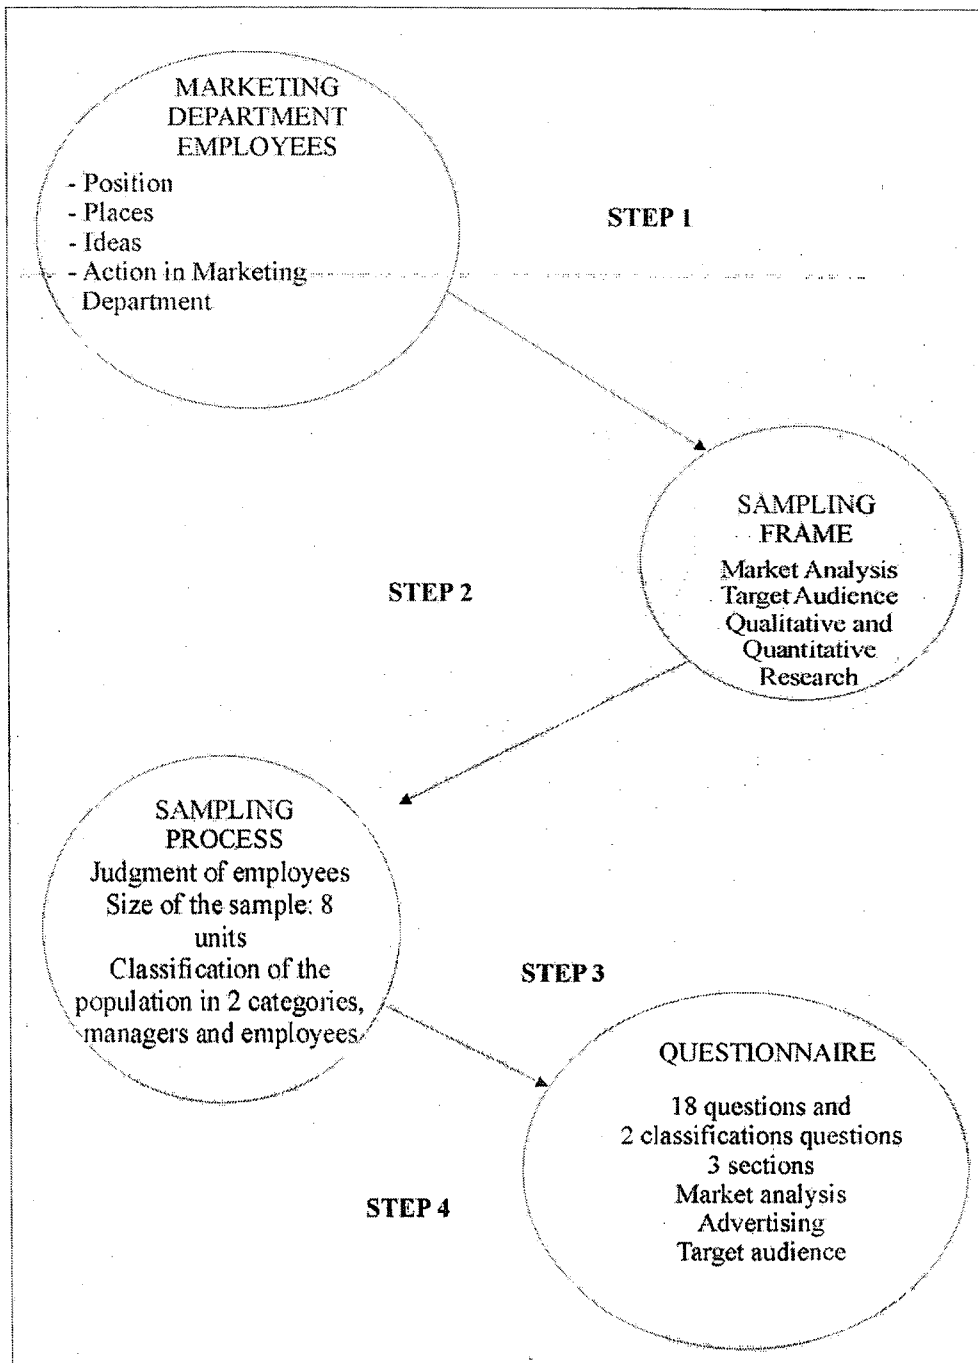 MARKETING
DEPARTMENT
EMPLOYEES
- Position
- Places
- Ideas
- Action in Marketing
Department
STEP 1
SAMPLING
FRAME
Market Analysis
Target Audience
Qualitative and
Quantitative
Research
STEP 2
SAMPLING
PROCESS
Judgment of employees
Size of the sample: 8
units
Classification of the
population in 2 categories,
managers and employees
STEP 3
QUESTIONNAIRE
18 questions and
2 classifications questions
3 sections
Market analysis
Advertising
Target audience
STEP 4